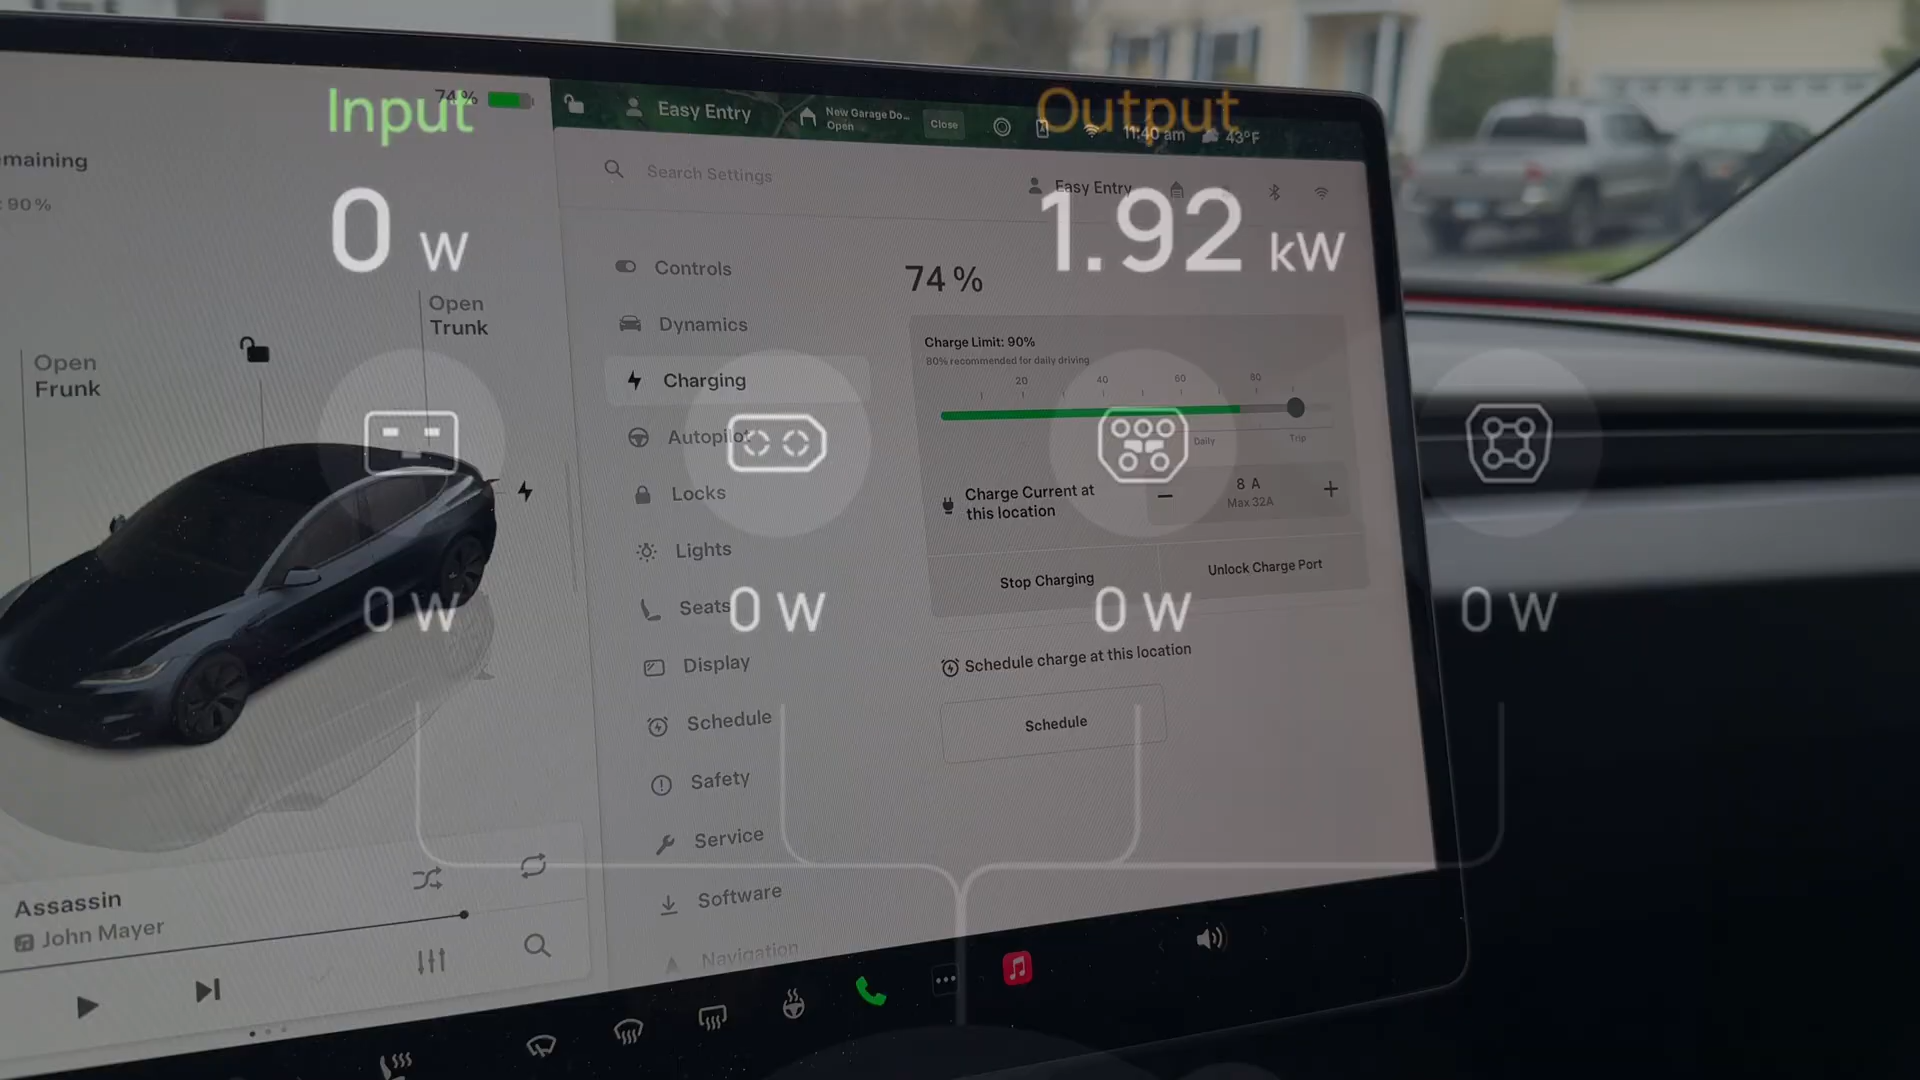 Input
Output
0 W
1.92 kW
0 W
0 W
0 W
0 W
74 %
Easy Entry
New Garage Do...
Open
Close
11:40 am
43°F
maining
: 90 %
Open
Trunk
Open
Frunk
Search Settings
Easy Entry
Controls
Dynamics
Charging
Autopilot
Locks
Lights
Seats
Display
Schedule
Safety
Service
Software
Navigation
74 %
Charge Limit: 90%
80% recommended for daily driving
20
40
60
80
Daily
Trip
Charge Current at
this location
8 A
Max 32A
Stop Charging
Unlock Charge Port
Schedule charge at this location
Schedule
Assassin
John Mayer